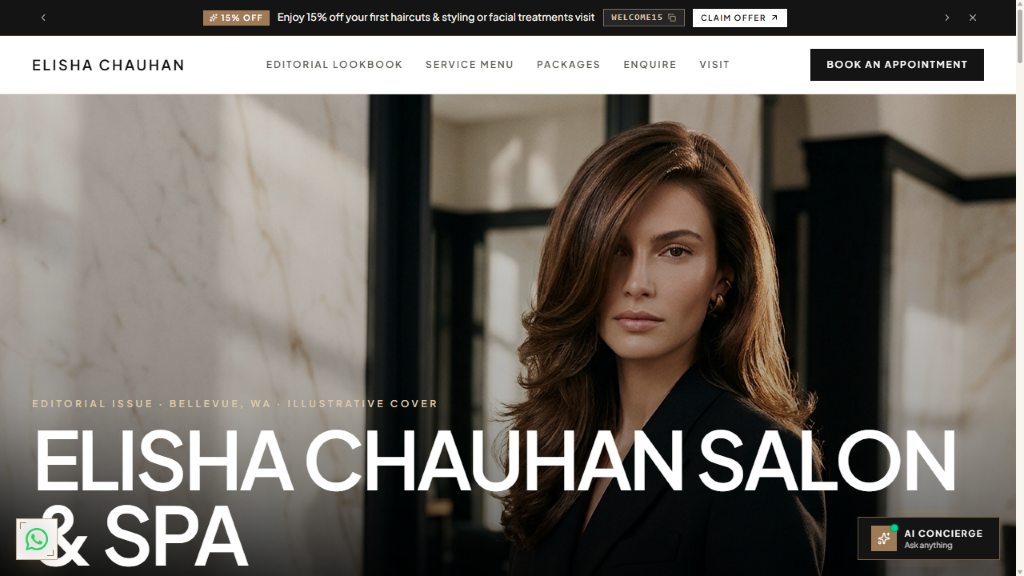 15% OFF Enjoy 15% off your first haircuts & styling or facial treatments visit WELCOME15 CLAIM OFFER
ELISHA CHAUHAN EDITORIAL LOOKBOOK SERVICE MENU PACKAGES ENQUIRE VISIT BOOK AN APPOINTMENT
EDITORIAL ISSUE - BELLEVUE, WA - ILLUSTRATIVE COVER
ELISHA CHAUHAN SALON
& SPA
AI CONCIERGE
Ask anything